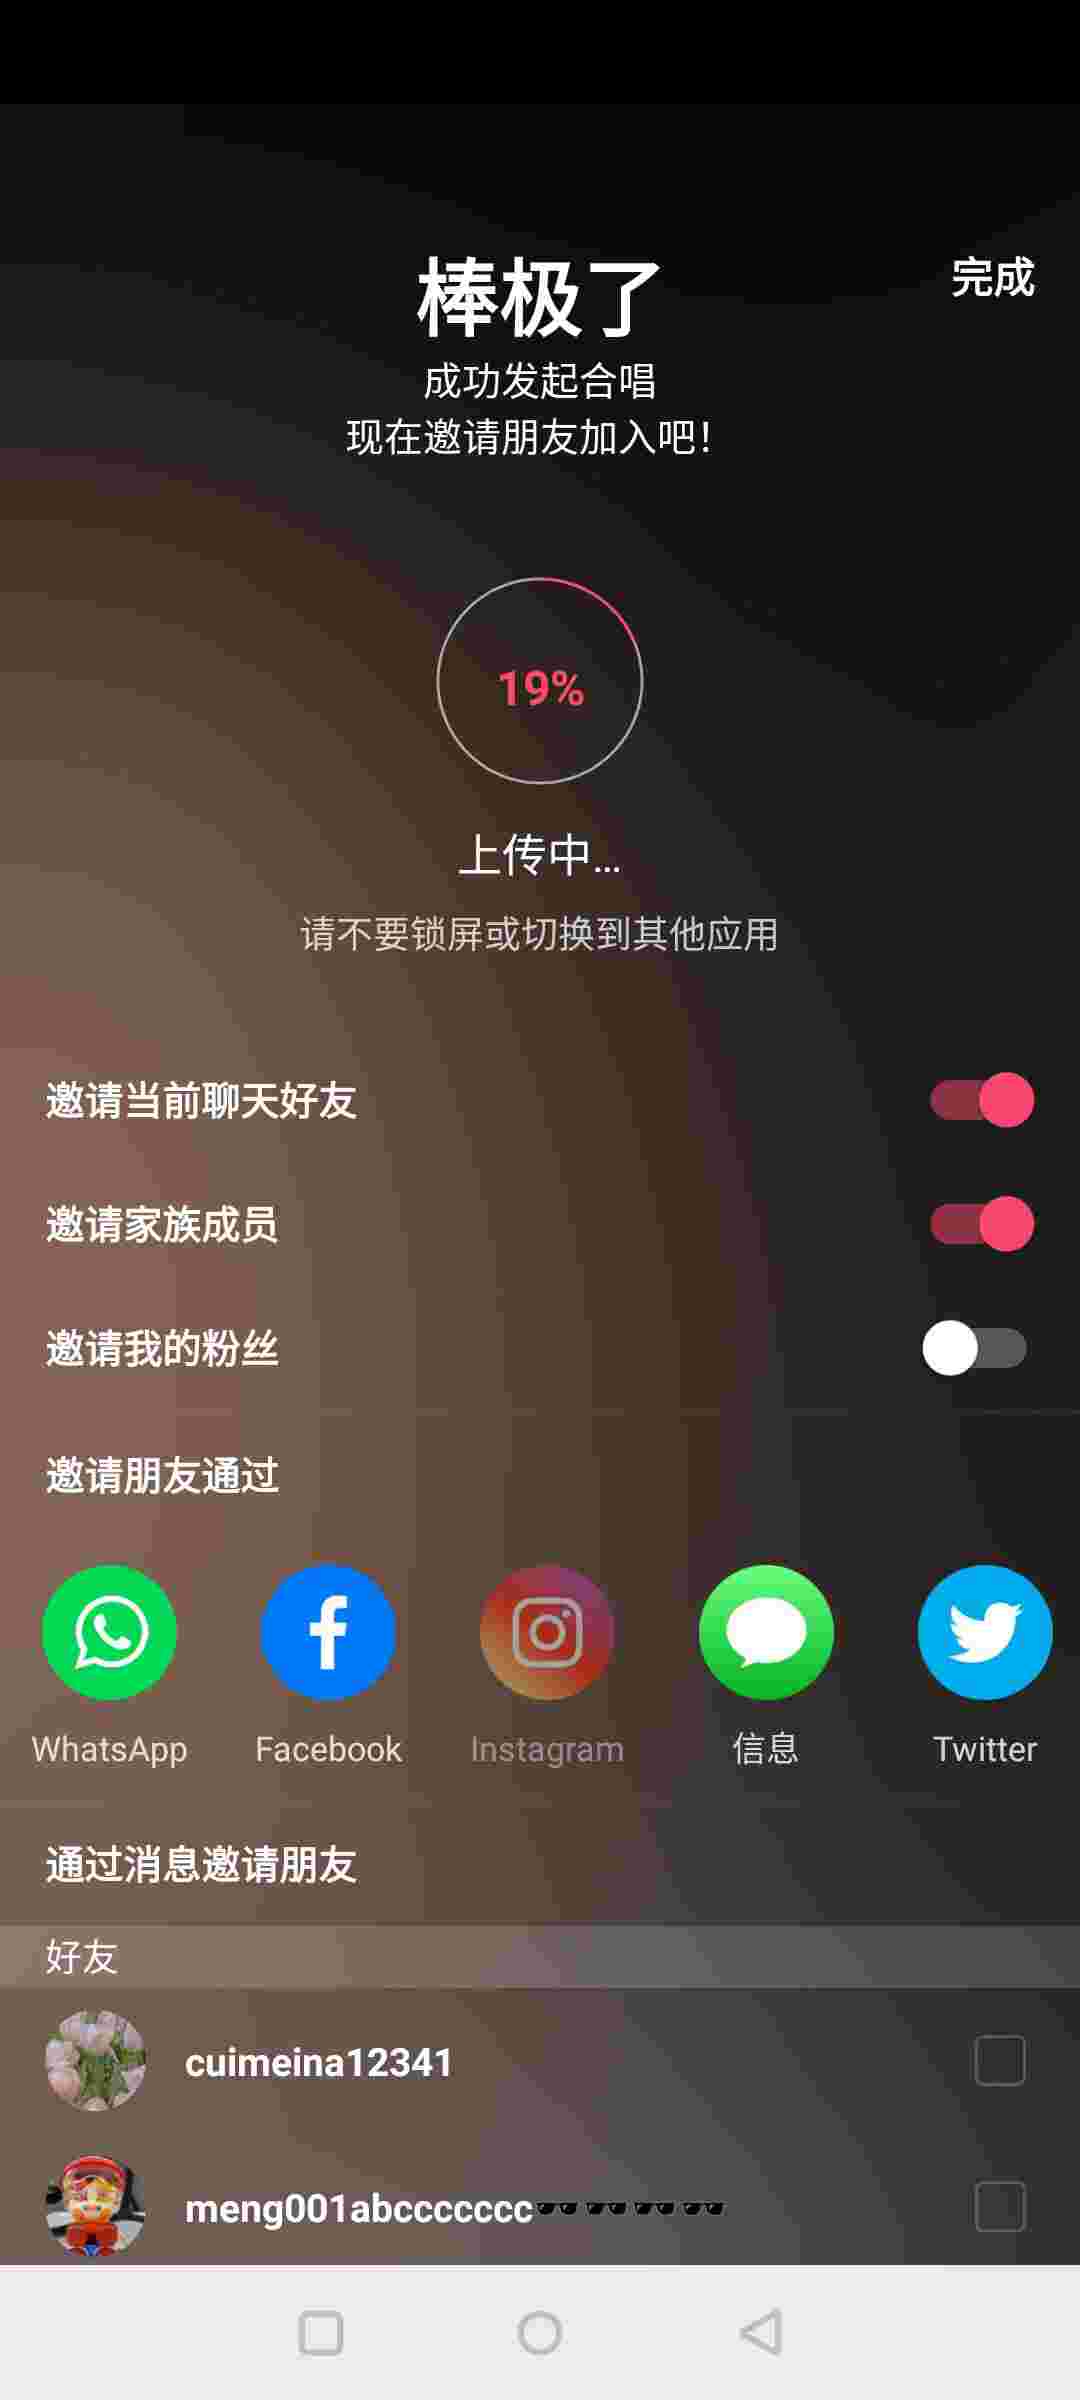 棒极了
完成
成功发起合唱
现在邀请朋友加入吧!
19%
上传中...
请不要锁屏或切换到其他应用
邀请当前聊天好友
邀请家族成员
邀请我的粉丝
邀请朋友通过
WhatsApp Facebook Instagram 信息 Twitter
通过消息邀请朋友
好友
cuimeina12341
meng001abccccccc🕶🕶🕶🕶